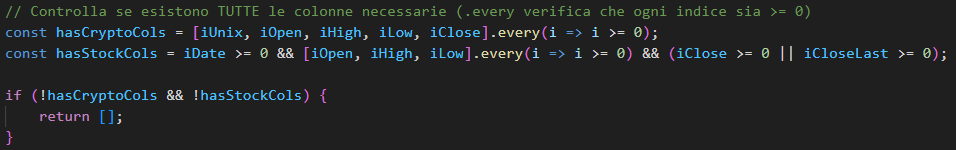 // Controlla se esistono TUTTE le colonne necessarie (.every verifica che ogni indice sia >= 0)
const hasCryptoCols = [iUnix, iOpen, iHigh, iLow, iClose].every(i => i >= 0);
const hasStockCols = iDate >= 0 && [iOpen, iHigh, iLow].every(i => i >= 0) && (iClose >= 0 || iCloseLast >= 0);

if (!hasCryptoCols && !hasStockCols) {
    return [];
}